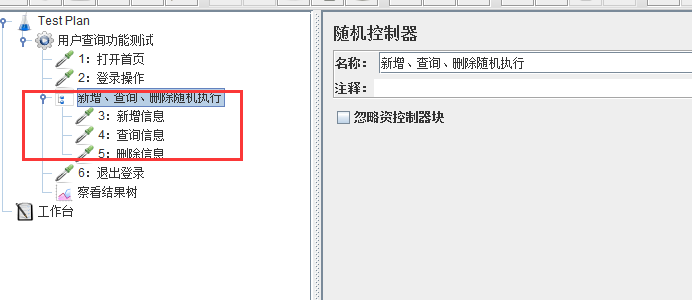 Test Plan
用户查询功能测试
1：打开首页
2：登录操作
新增、查询、删除随机执行
3：新增信息
4：查询信息
5：删除信息
6：退出登录
察看结果树
工作台
随机控制器
名称： 新增、查询、删除随机执行
注释：
忽略资控制器块